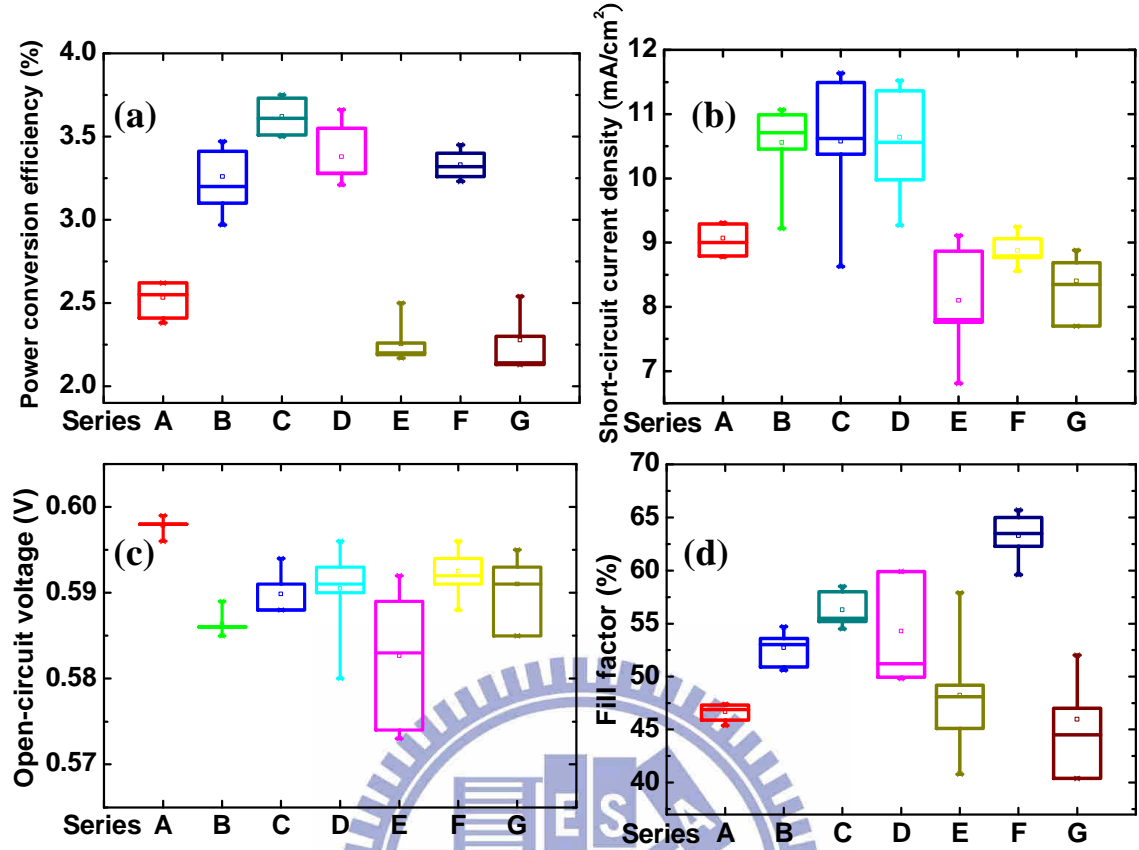 Power conversion efficiency (%)
4.0
3.5
3.0
2.5
2.0
(a)
Series A B C D E F G
Short-circuit current density (mA/cm²)
12
11
10
9
8
7
6
(b)
Series A B C D E F G
Open-circuit voltage (V)
0.60
0.59
0.58
0.57
(c)
Series A B C D E F G
Fill factor (%)
70
65
60
55
50
45
40
(d)
Series A B C D E F G
E S A